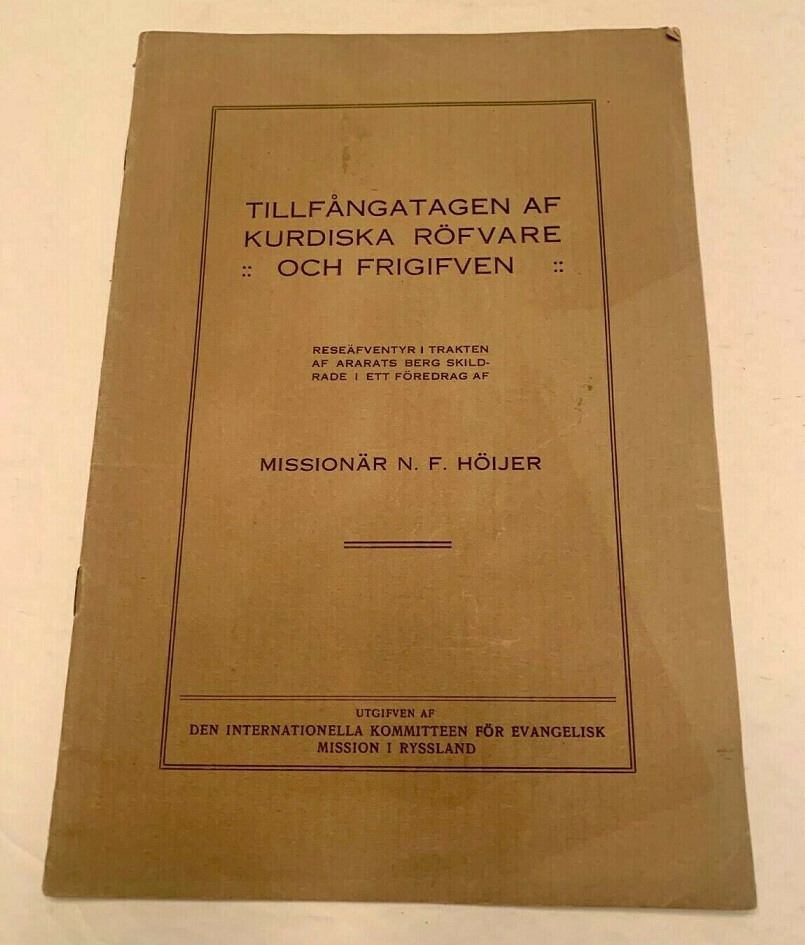 TILLFÅNGATAGEN AF
KURDISKA RÖFVARE
:: OCH FRIGIFVEN ::
RESEÄFVENTYR I TRAKTEN
AF ARARATS BERG SKILD-
RADE I ETT FÖREDRAG AF
MISSIONÄR N. F. HÖIJER
UTGIFVEN AF
DEN INTERNATIONELLA KOMMITTEEN FÖR EVANGELISK
MISSION I RYSSLAND